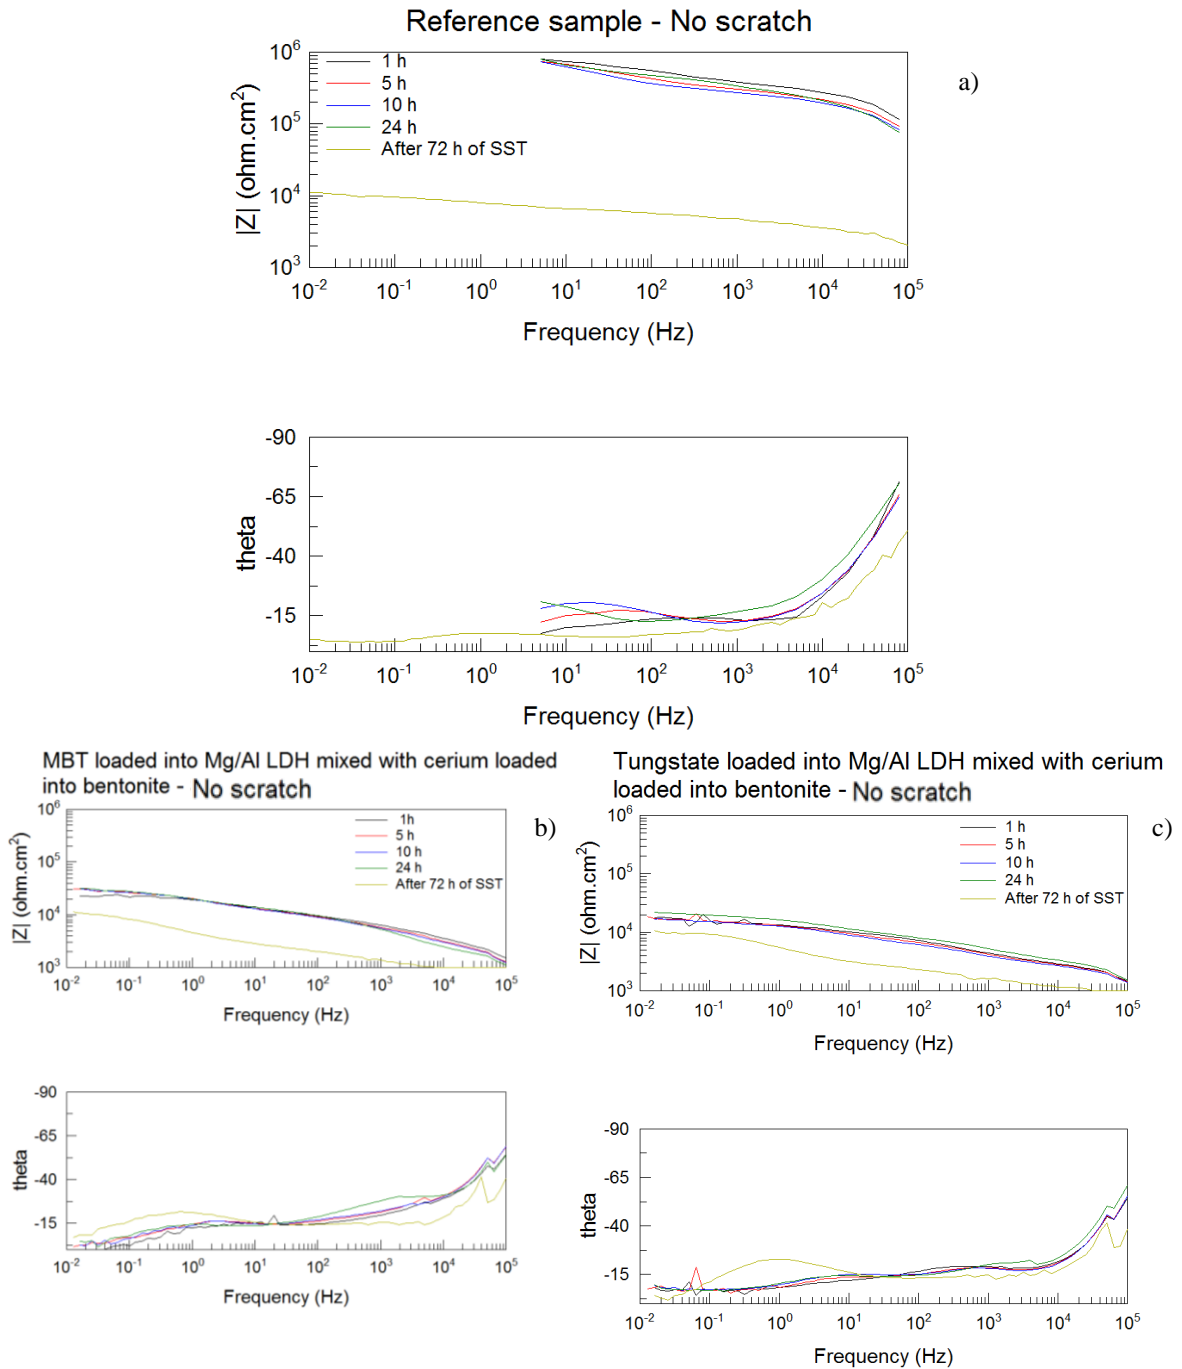 Reference sample - No scratch
10^6
1 h
5 h
a)
10 h
10^5
24 h
After 72 h of SST
|Z| (ohm.cm^2)
10^4
10^3
10^-2 10^-1 10^0 10^1 10^2 10^3 10^4 10^5
Frequency (Hz)
-90
-65
theta
-40
-15
10^-2 10^-1 10^0 10^1 10^2 10^3 10^4 10^5
Frequency (Hz)
MBT loaded into Mg/Al LDH mixed with cerium loaded
into bentonite - No scratch
10^6
1h
b)
5 h
10 h
10^5
24 h
After 72 h of SST
|Z| (ohm.cm^2)
10^4
10^3
10^-2 10^-1 10^0 10^1 10^2 10^3 10^4 10^5
Frequency (Hz)
-90
-65
theta
-40
-15
10^-2 10^-1 10^0 10^1 10^2 10^3 10^4 10^5
Frequency (Hz)
Tungstate loaded into Mg/Al LDH mixed with cerium
loaded into bentonite - No scratch
10^6
1 h
c)
5 h
10 h
10^5
24 h
After 72 h of SST
|Z| (ohm.cm^2)
10^4
10^3
10^-2 10^-1 10^0 10^1 10^2 10^3 10^4 10^5
Frequency (Hz)
-90
-65
theta
-40
-15
10^-2 10^-1 10^0 10^1 10^2 10^3 10^4 10^5
Frequency (Hz)